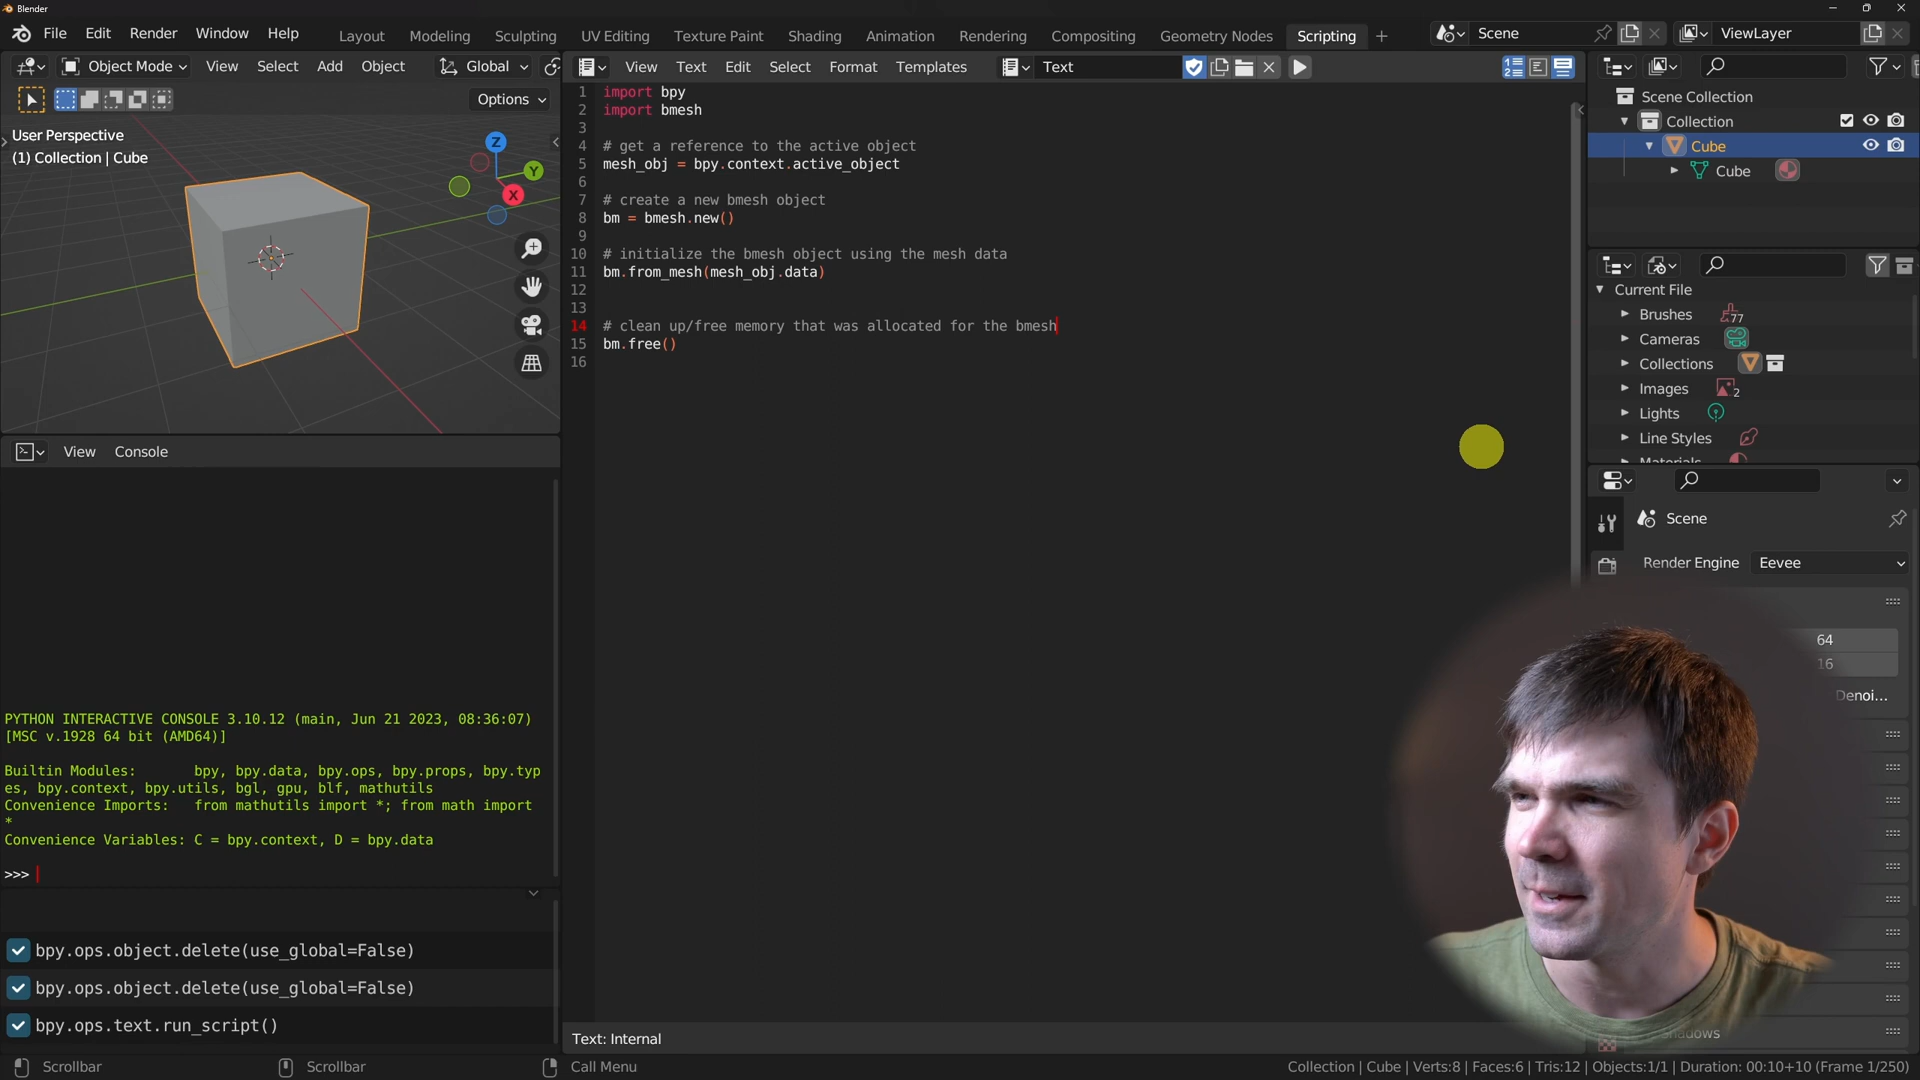 Blender
File Edit Render Window Help Layout Modeling Sculpting UV Editing Texture Paint Shading Animation Rendering Compositing Geometry Nodes Scripting + Scene ViewLayer
Object Mode View Select Add Object Global
Options
User Perspective
(1) Collection | Cube
Z
Y
X
View Text Edit Select Format Templates Text
1 import bpy
2 import bmesh
3
4 # get a reference to the active object
5 mesh_obj = bpy.context.active_object
6
7 # create a new bmesh object
8 bm = bmesh.new()
9
10 # initialize the bmesh object using the mesh data
11 bm.from_mesh(mesh_obj.data)
12
13
14 # clean up/free memory that was allocated for the bmesh
15 bm.free()
16
Text: Internal
View Console
PYTHON INTERACTIVE CONSOLE 3.10.12 (main, Jun 21 2023, 08:36:07)
[MSC v.1928 64 bit (AMD64)]
Builtin Modules: bpy, bpy.data, bpy.ops, bpy.props, bpy.typ
es, bpy.context, bpy.utils, bgl, gpu, blf, mathutils
Convenience Imports: from mathutils import *; from math import
*
Convenience Variables: C = bpy.context, D = bpy.data
>>>
bpy.ops.object.delete(use_global=False)
bpy.ops.object.delete(use_global=False)
bpy.ops.text.run_script()
Scene Collection
Collection
Cube
Cube
Current File
Brushes 77
Cameras
Collections
Images 2
Lights
Line Styles
Materials
Scene
Render Engine Eevee
64
16
Denoi...
Shadows
Scrollbar Scrollbar Call Menu Collection | Cube | Verts:8 | Faces:6 | Tris:12 | Objects:1/1 | Duration: 00:10+10 (Frame 1/250)